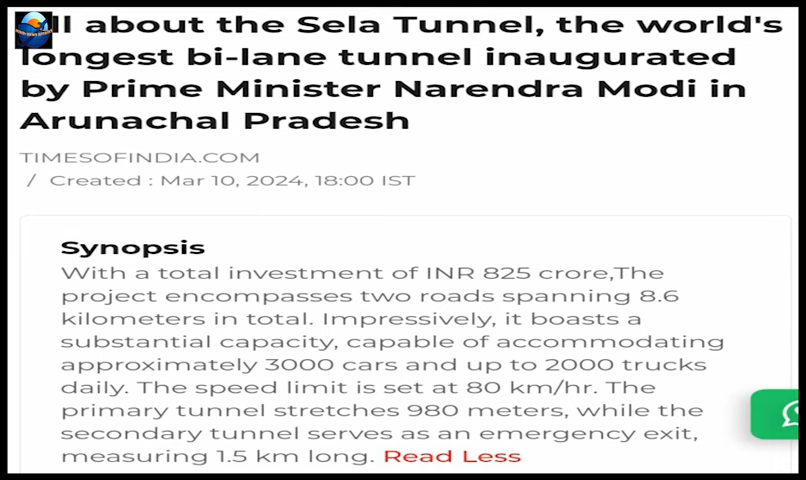 ll about the Sela Tunnel, the world's
longest bi-lane tunnel inaugurated
by Prime Minister Narendra Modi in
Arunachal Pradesh
TIMESOFINDIA.COM
/ Created : Mar 10, 2024, 18:00 IST
Synopsis
With a total investment of INR 825 crore,The
project encompasses two roads spanning 8.6
kilometers in total. Impressively, it boasts a
substantial capacity, capable of accommodating
approximately 3000 cars and up to 2000 trucks
daily. The speed limit is set at 80 km/hr. The
primary tunnel stretches 980 meters, while the
secondary tunnel serves as an emergency exit,
measuring 1.5 km long. Read Less